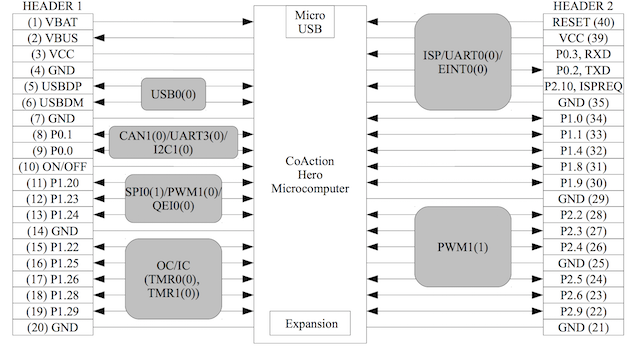 HEADER 1
(1) VBAT
(2) VBUS
(3) VCC
(4) GND
(5) USBDP
(6) USBDM
(7) GND
(8) P0.1
(9) P0.0
(10) ON/OFF
(11) P1.20
(12) P1.23
(13) P1.24
(14) GND
(15) P1.22
(16) P1.25
(17) P1.26
(18) P1.28
(19) P1.29
(20) GND
USB0(0)
CAN1(0)/UART3(0)/
I2C1(0)
SPI0(1)/PWM1(0)/
QEI0(0)
OC/IC
(TMR0(0),
TMR1(0))
Micro
USB
CoAction
Hero
Microcomputer
Expansion
ISP/UART0(0)/
EINT0(0)
PWM1(1)
HEADER 2
RESET (40)
VCC (39)
P0.3, RXD
P0.2, TXD
P2.10, ISPREQ
GND (35)
P1.0 (34)
P1.1 (33)
P1.4 (32)
P1.8 (31)
P1.9 (30)
GND (29)
P2.2 (28)
P2.3 (27)
P2.4 (26)
GND (25)
P2.5 (24)
P2.6 (23)
P2.9 (22)
GND (21)